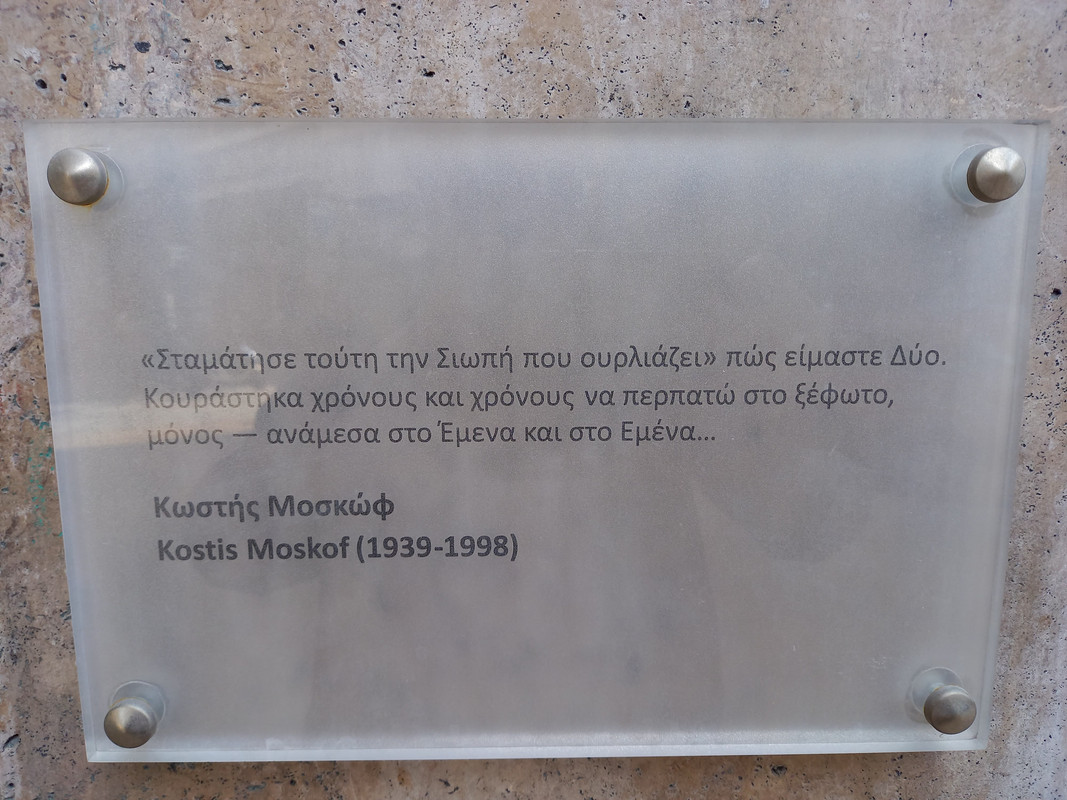 «Σταμάτησε τούτη την Σιωπή που ουρλιάζει» πώς είμαστε Δύο.
Κουράστηκα χρόνους και χρόνους να περπατώ στο ξέφωτο,
μόνος — ανάμεσα στο Έμενα και στο Εμένα...
Κωστής Μοσκώφ
Kostis Moskof (1939-1998)